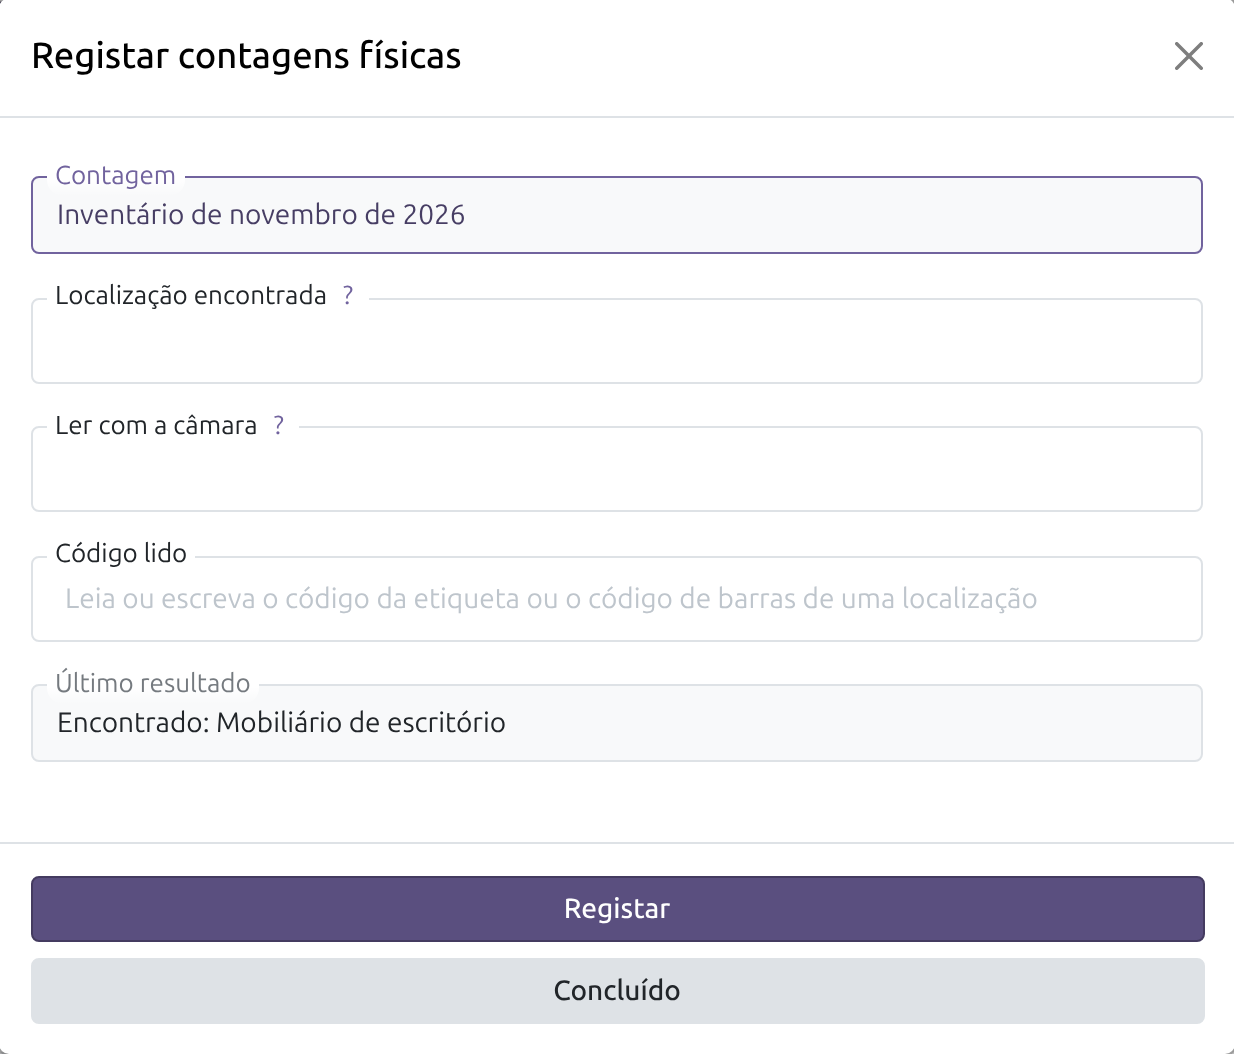 Registar contagens físicas
Contagem
Inventário de novembro de 2026
Localização encontrada ?
Ler com a câmara ?
Código lido
Leia ou escreva o código da etiqueta ou o código de barras de uma localização
Último resultado
Encontrado: Mobiliário de escritório
Registar
Concluído